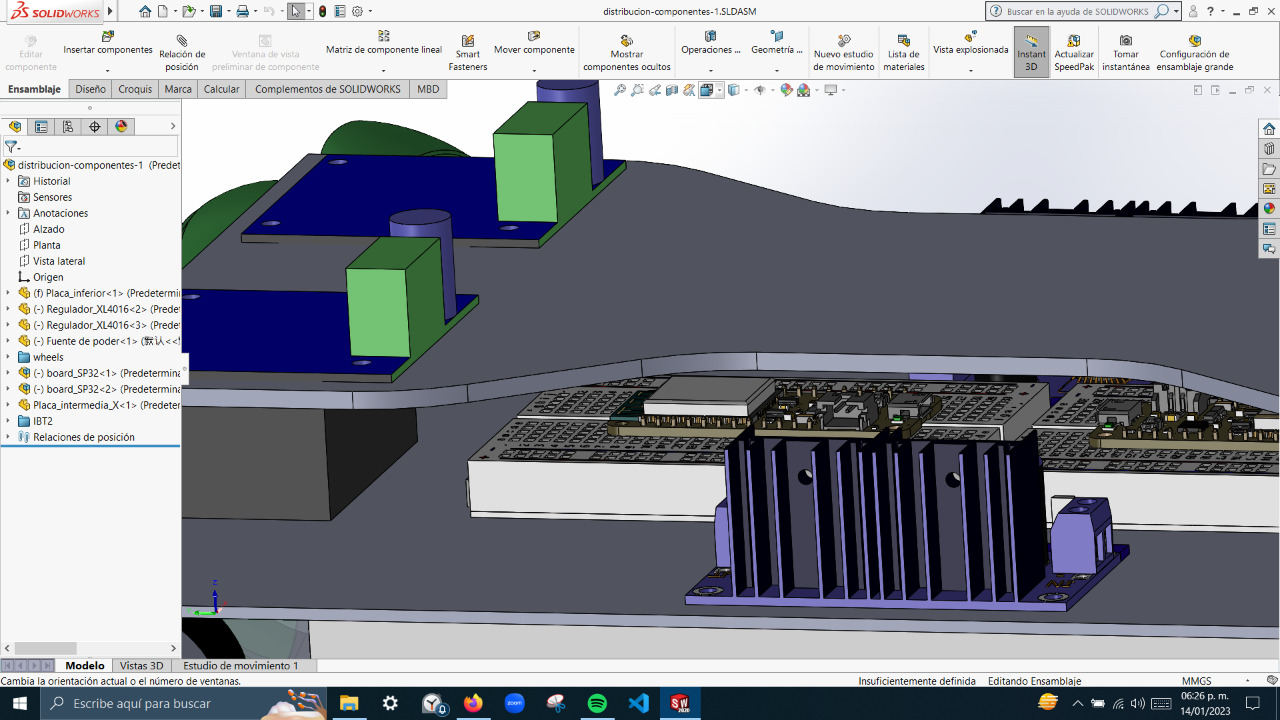 SOLIDWORKS
distribucion-componentes-1.SLDASM
Buscar en la ayuda de SOLIDWORKS
Editar componente
Insertar componentes
Relación de posición
Ventana de vista preliminar de componente
Matriz de componente lineal
Smart Fasteners
Mover componente
Mostrar componentes ocultos
Operaciones ...
Geometría ...
Nuevo estudio de movimiento
Lista de materiales
Vista explosionada
Instant 3D
Actualizar SpeedPak
Tomar instantánea
Configuración de ensamblaje grande
Ensamblaje
Diseño
Croquis
Marca
Calcular
Complementos de SOLIDWORKS
MBD
distribucion-componentes-1 (Predet
Historial
Sensores
Anotaciones
Alzado
Planta
Vista lateral
Origen
(f) Placa_inferior<1> (Predetermin
(-) Regulador_XL4016<2> (Predet
(-) Regulador_XL4016<3> (Predet
(-) Fuente de poder<1> (默认<<
wheels
(-) board_SP32<1> (Predetermina
(-) board_SP32<2> (Predetermina
Placa_intermedia_X<1> (Predeter
IBT2
Relaciones de posición
Z
Modelo
Vistas 3D
Estudio de movimiento 1
Cambia la orientación actual o el número de ventanas.
Insuficientemente definida
Editando Ensamblaje
MMGS
Escribe aquí para buscar
zoom
SW
2020
06:26 p. m.
14/01/2023